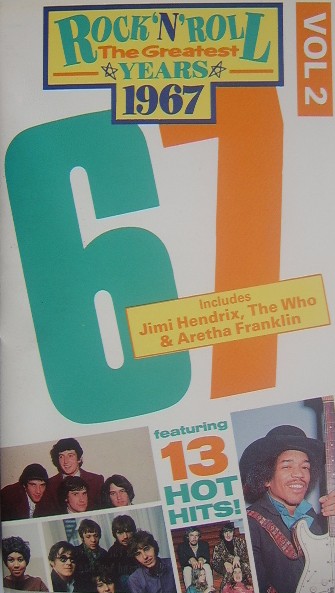 ROCK 'N' ROLL
The Greatest
YEARS
1967
VOL 2
67
Includes
Jimi Hendrix, The Who
& Aretha Franklin
featuring
13
HOT
HITS!